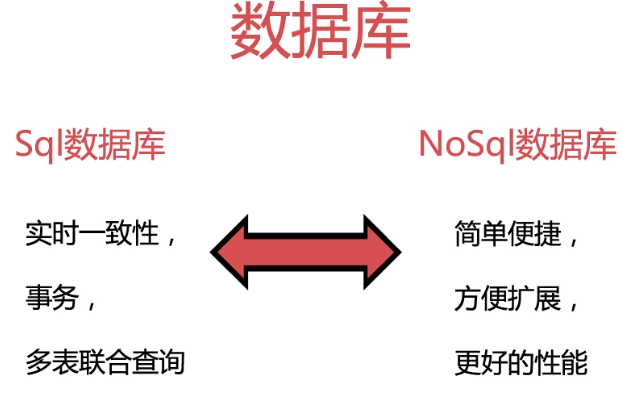 数据库
Sql数据库
NoSql数据库
实时一致性，
事务，
多表联合查询
简单便捷，
方便扩展，
更好的性能